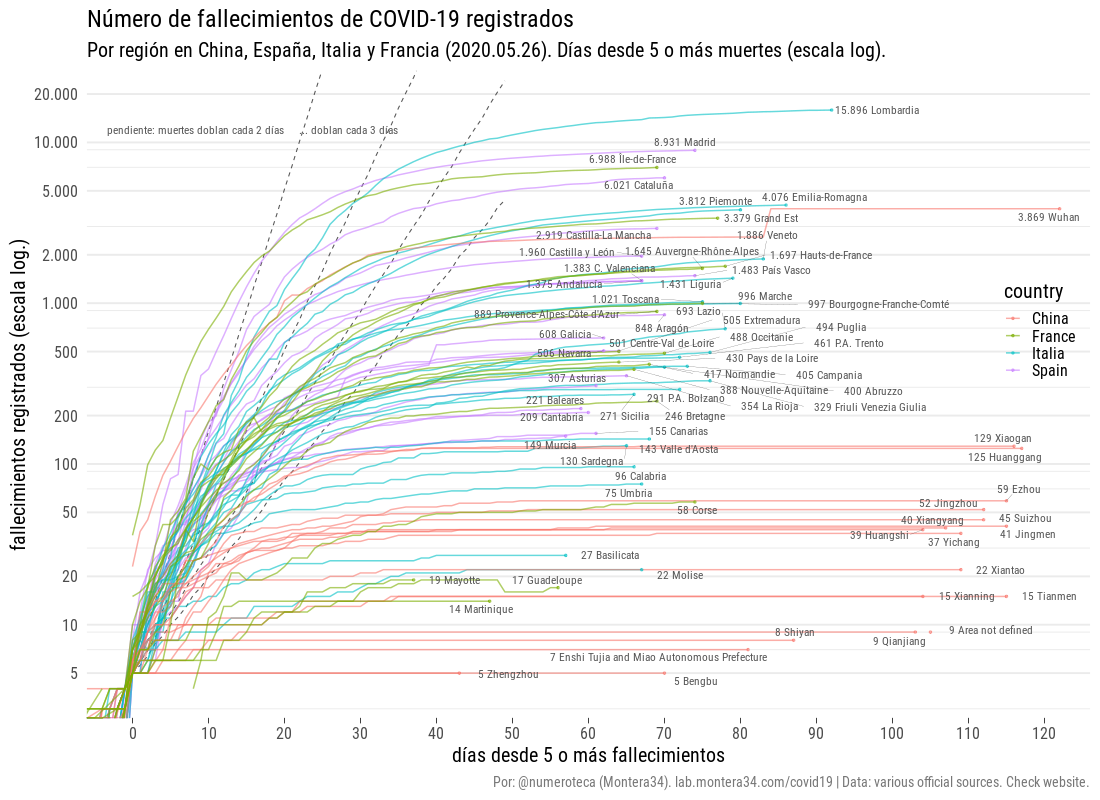 Número de fallecimientos de COVID-19 registrados
Por región en China, España, Italia y Francia (2020.05.26). Días desde 5 o más muertes (escala log).
fallecimientos registrados (escala log.)
20.000
10.000
5.000
2.000
1.000
500
200
100
50
20
10
5
pendiente: muertes doblan cada 2 días
... doblan cada 3 días
15.896 Lombardia
8.931 Madrid
6.988 Île-de-France
6.021 Cataluña
4.076 Emilia-Romagna
3.812 Piemonte
3.869 Wuhan
3.379 Grand Est
2.919 Castilla-La Mancha
1.886 Veneto
1.960 Castilla y León
1.645 Auvergne-Rhône-Alpes
1.697 Hauts-de-France
1.383 C. Valenciana
1.483 País Vasco
1.375 Andalucía
1.431 Liguria
1.021 Toscana
996 Marche
997 Bourgogne-Franche-Comté
889 Provence-Alpes-Côte d'Azur
693 Lazio
505 Extremadura
848 Aragón
494 Puglia
608 Galicia
501 Centre-Val de Loire
488 Occitanie
461 P.A. Trento
506 Navarra
430 Pays de la Loire
307 Asturias
417 Normandie
405 Campania
388 Nouvelle-Aquitaine
400 Abruzzo
221 Baleares
291 P.A. Bolzano
354 La Rioja
329 Friuli Venezia Giulia
209 Cantabria
271 Sicilia
246 Bretagne
155 Canarias
149 Murcia
143 Valle d'Aosta
129 Xiaogan
130 Sardegna
125 Huanggang
96 Calabria
75 Umbria
59 Ezhou
58 Corse
52 Jingzhou
40 Xiangyang
45 Suizhou
39 Huangshi
41 Jingmen
37 Yichang
27 Basilicata
22 Molise
22 Xiantao
19 Mayotte
17 Guadeloupe
15 Xianning
15 Tianmen
14 Martinique
8 Shiyan
9 Area not defined
9 Qianjiang
7 Enshi Tujia and Miao Autonomous Prefecture
5 Zhengzhou
5 Bengbu
country
China
France
Italia
Spain
0 10 20 30 40 50 60 70 80 90 100 110 120
días desde 5 o más fallecimientos
Por: @numeroteca (Montera34). lab.montera34.com/covid19 | Data: various official sources. Check website.